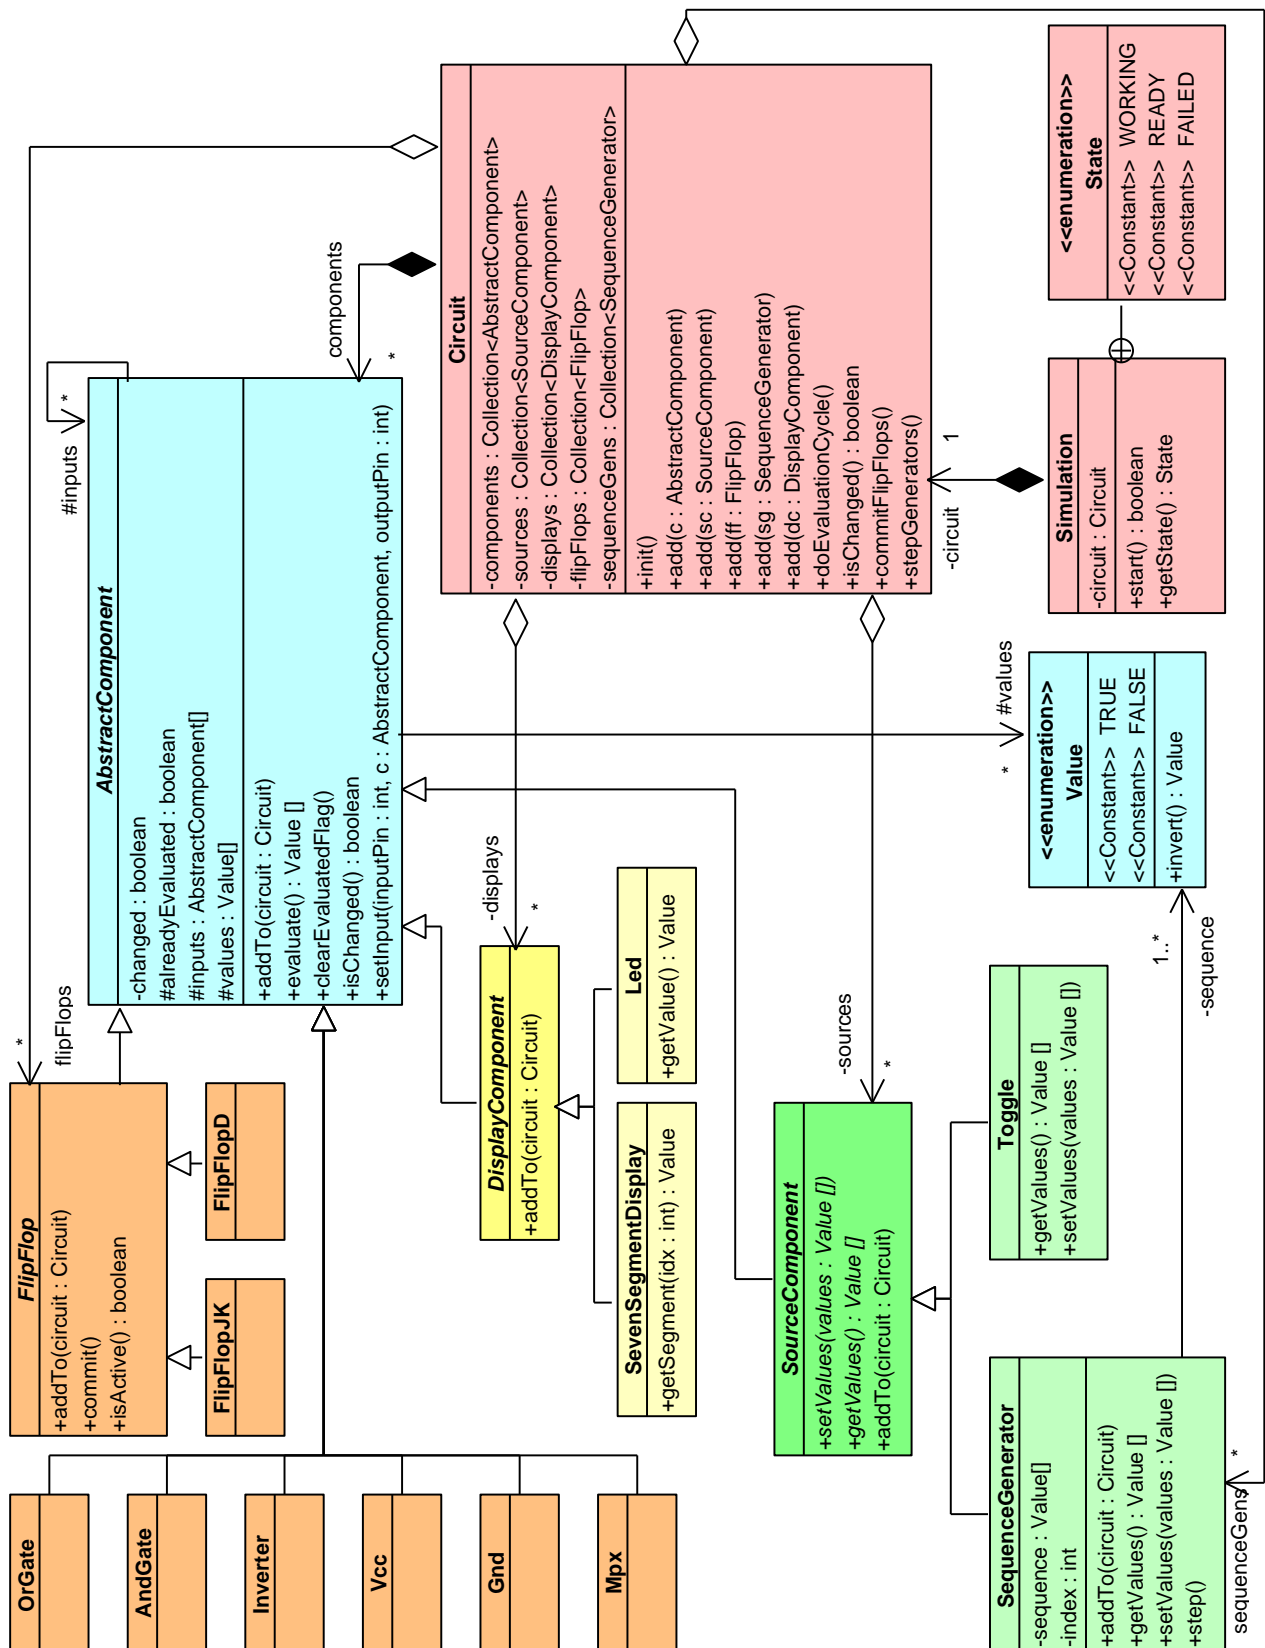 OrGate
AndGate
Inverter
Vcc
Gnd
Mpx
FlipFlop
+addTo(circuit : Circuit)
+commit()
+isActive() : boolean
FlipFlopJK
FlipFlopD
*
flipFlops
AbstractComponent
-changed : boolean
#alreadyEvaluated : boolean
#inputs : AbstractComponent[]
#values : Value[]
+addTo(circuit : Circuit)
+evaluate() : Value []
+clearEvaluatedFlag()
+isChanged() : boolean
+setInput(inputPin : int, c : AbstractComponent, outputPin : int)
#inputs
*
components
*
Circuit
-components : Collection<AbstractComponent>
-sources : Collection<SourceComponent>
-displays : Collection<DisplayComponent>
-flipFlops : Collection<FlipFlop>
-sequenceGens : Collection<SequenceGenerator>
+init()
+add(c : AbstractComponent)
+add(sc : SourceComponent)
+add(ff : FlipFlop)
+add(sg : SequenceGenerator)
+add(dc : DisplayComponent)
+doEvaluationCycle()
+isChanged() : boolean
+commitFlipFlops()
+stepGenerators()
-circuit
1
Simulation
-circuit : Circuit
+start() : boolean
+getState() : State
<<enumeration>>
State
<<Constant>> WORKING
<<Constant>> READY
<<Constant>> FAILED
DisplayComponent
+addTo(circuit : Circuit)
-displays
*
SevenSegmentDisplay
+getSegment(idx : int) : Value
Led
+getValue() : Value
SourceComponent
+setValues(values : Value [])
+getValues() : Value []
+addTo(circuit : Circuit)
-sources
*
<<enumeration>>
Value
<<Constant>> TRUE
<<Constant>> FALSE
+invert() : Value
*
#values
1..*
-sequence
Toggle
+getValues() : Value []
+setValues(values : Value [])
SequenceGenerator
-sequence : Value[]
-index : int
+addTo(circuit : Circuit)
+getValues() : Value []
+setValues(values : Value [])
+step()
sequenceGens
*